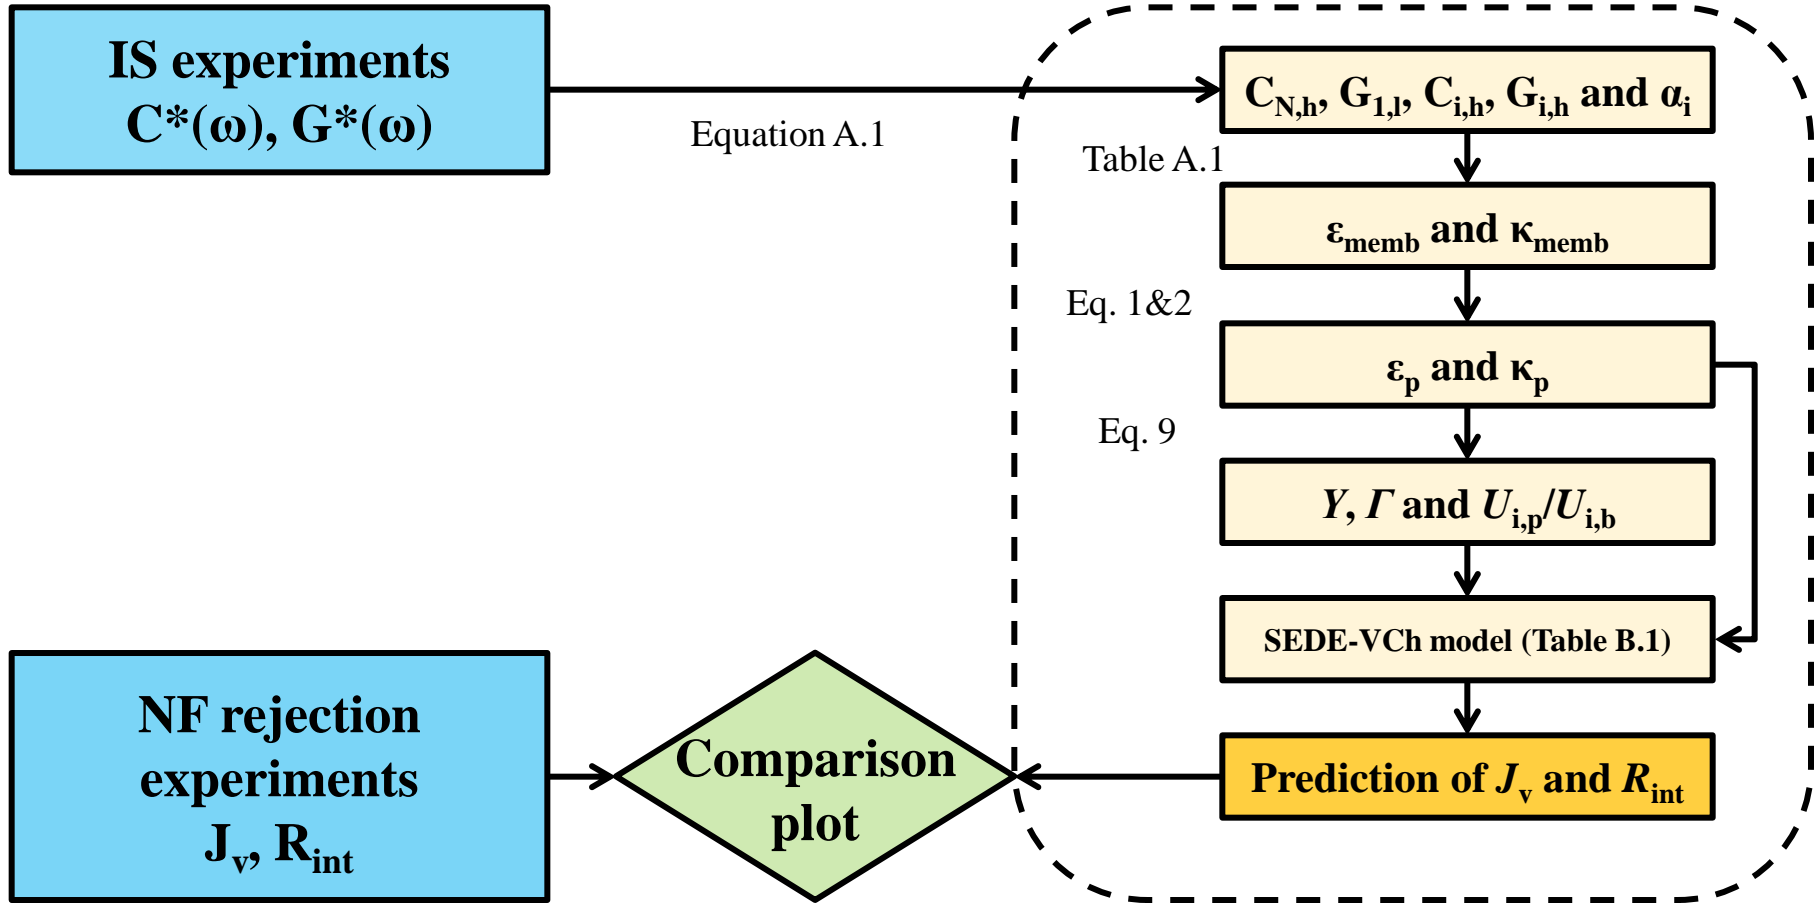 IS experiments
C*(ω), G*(ω)
Equation A.1
C_N,h, G_1,l, C_i,h, G_i,h and α_i
Table A.1
ε_memb and κ_memb
Eq. 1&2
ε_p and κ_p
Eq. 9
Y, Γ and U_i,p/U_i,b
SEDE-VCh model (Table B.1)
Prediction of J_v and R_int
NF rejection
experiments
J_v, R_int
Comparison
plot